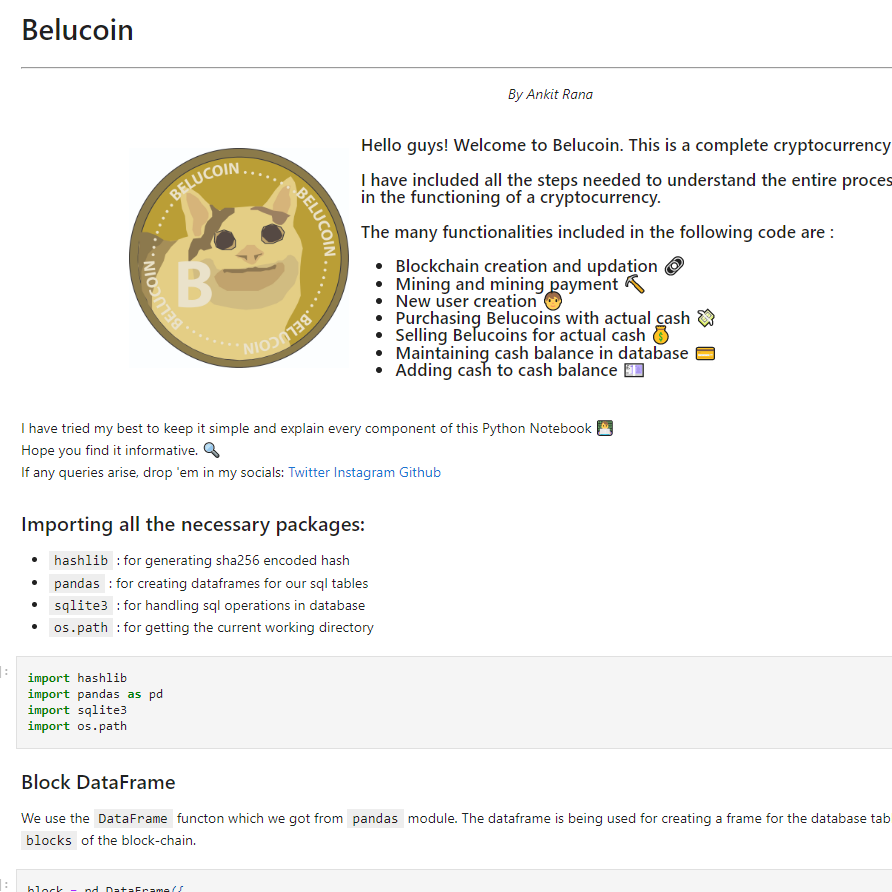 Belucoin
By Ankit Rana
BELUCOIN
BELUCOIN
BELUCOIN
BELUCOIN
BELUCOIN
B
Hello guys! Welcome to Belucoin. This is a complete cryptocurrency
I have included all the steps needed to understand the entire proces
in the functioning of a cryptocurrency.
The many functionalities included in the following code are :
• Blockchain creation and updation 🔗
• Mining and mining payment ⛏️
• New user creation 🧑
• Purchasing Belucoins with actual cash 💸
• Selling Belucoins for actual cash 💰
• Maintaining cash balance in database 💳
• Adding cash to cash balance 💷
I have tried my best to keep it simple and explain every component of this Python Notebook 👨‍💻
Hope you find it informative. 🔍
If any queries arise, drop 'em in my socials: Twitter Instagram Github
Importing all the necessary packages:
• hashlib : for generating sha256 encoded hash
• pandas : for creating dataframes for our sql tables
• sqlite3 : for handling sql operations in database
• os.path : for getting the current working directory
]:
import hashlib
import pandas as pd
import sqlite3
import os.path
Block DataFrame
We use the DataFrame functon which we got from pandas module. The dataframe is being used for creating a frame for the database tab
blocks of the block-chain.
]:
block = pd.DataFrame({